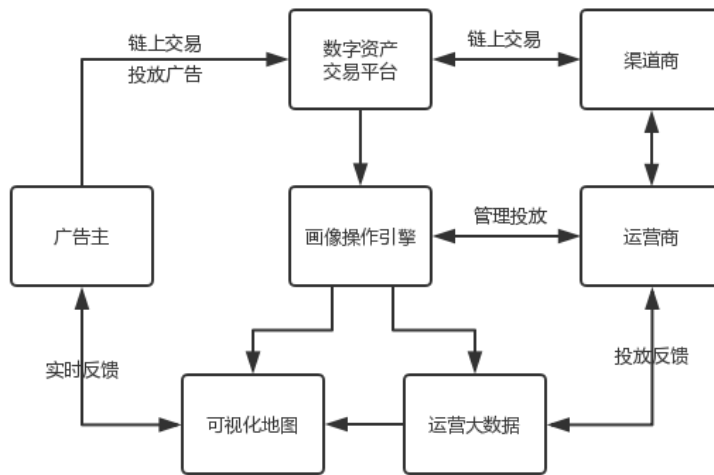 链上交易
投放广告
数字资产
交易平台
链上交易
渠道商
广告主
画像操作引擎
管理投放
运营商
实时反馈
投放反馈
可视化地图
运营大数据